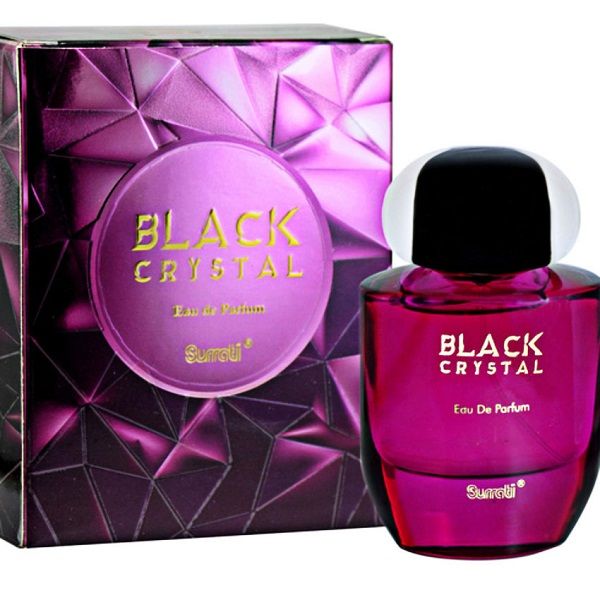 BLACK
CRYSTAL
Eau de Parfum
Surrati®
BLACK
CRYSTAL
Eau De Parfum
Surrati®